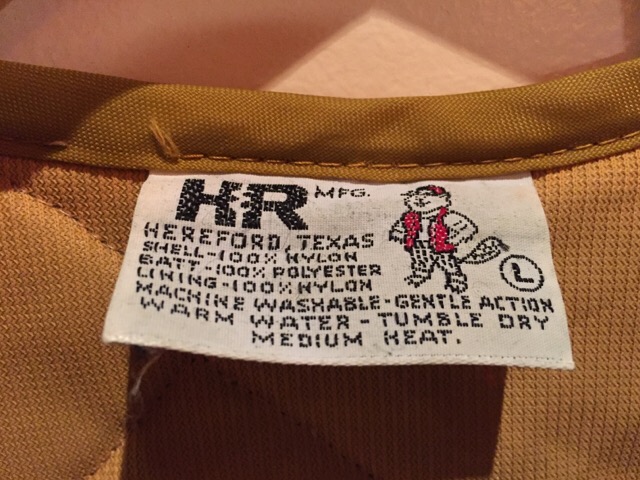 H&R MFG.
HEREFORD, TEXAS
SHELL-100% NYLON
BATT-100% POLYESTER
LINING-100% NYLON
MACHINE WASHABLE-GENTLE ACTION
WARM WATER-TUMBLE DRY
MEDIUM HEAT.
L